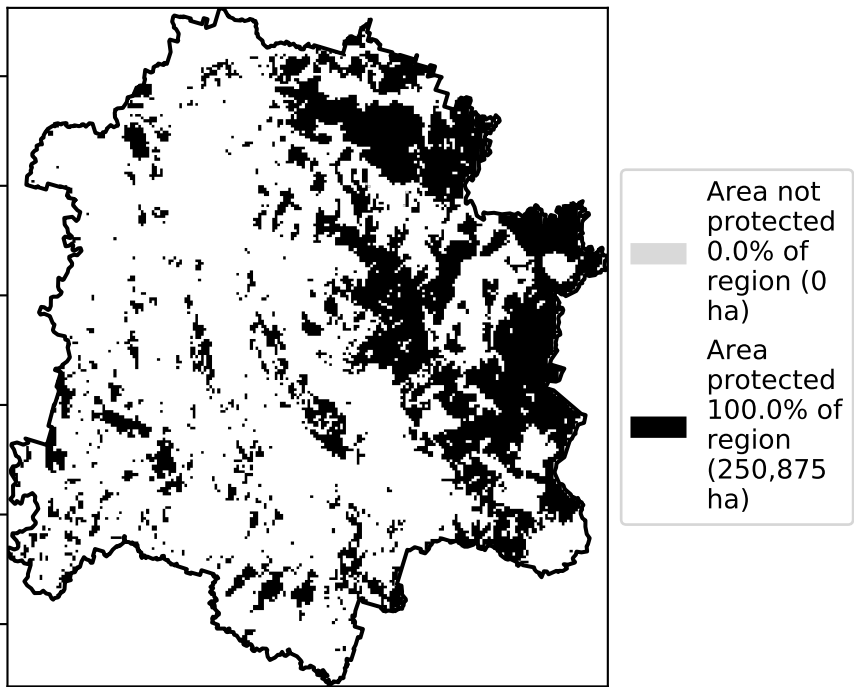 Area not
protected
0.0% of
region (0
ha)
Area
protected
100.0% of
region
(250,875
ha)